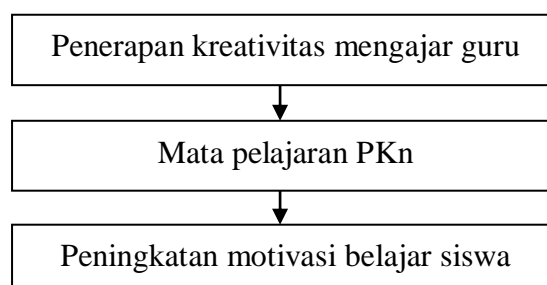 Penerapan kreativitas mengajar guru
Mata pelajaran PKn
Peningkatan motivasi belajar siswa